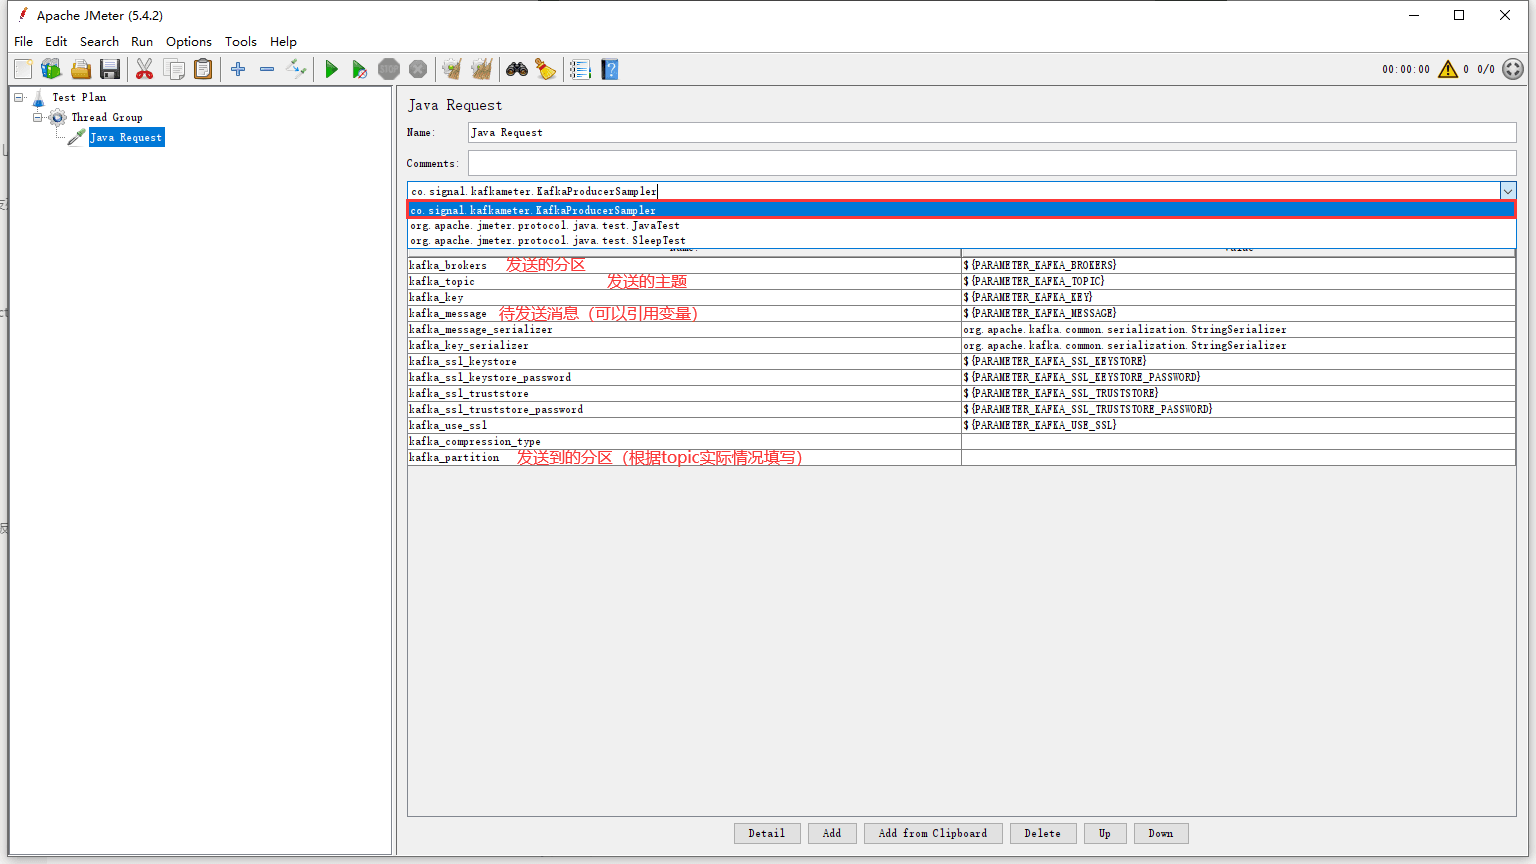 Apache JMeter (5.4.2)
File Edit Search Run Options Tools Help
00:00:00 0 0/0
Test Plan
Thread Group
Java Request
Java Request
Name: Java Request
Comments:
co.signal.kafkameter.KafkaProducerSampler
co.signal.kafkameter.KafkaProducerSampler
org.apache.jmeter.protocol.java.test.JavaTest
org.apache.jmeter.protocol.java.test.SleepTest
kafka_brokers 发送的分区 ${PARAMETER_KAFKA_BROKERS}
kafka_topic 发送的主题 ${PARAMETER_KAFKA_TOPIC}
kafka_key ${PARAMETER_KAFKA_KEY}
kafka_message 待发送消息（可以引用变量） ${PARAMETER_KAFKA_MESSAGE}
kafka_message_serializer org.apache.kafka.common.serialization.StringSerializer
kafka_key_serializer org.apache.kafka.common.serialization.StringSerializer
kafka_ssl_keystore ${PARAMETER_KAFKA_SSL_KEYSTORE}
kafka_ssl_keystore_password ${PARAMETER_KAFKA_SSL_KEYSTORE_PASSWORD}
kafka_ssl_truststore ${PARAMETER_KAFKA_SSL_TRUSTSTORE}
kafka_ssl_truststore_password ${PARAMETER_KAFKA_SSL_TRUSTSTORE_PASSWORD}
kafka_use_ssl ${PARAMETER_KAFKA_USE_SSL}
kafka_compression_type
kafka_partition 发送到的分区（根据topic实际情况填写）
Detail Add Add from Clipboard Delete Up Down